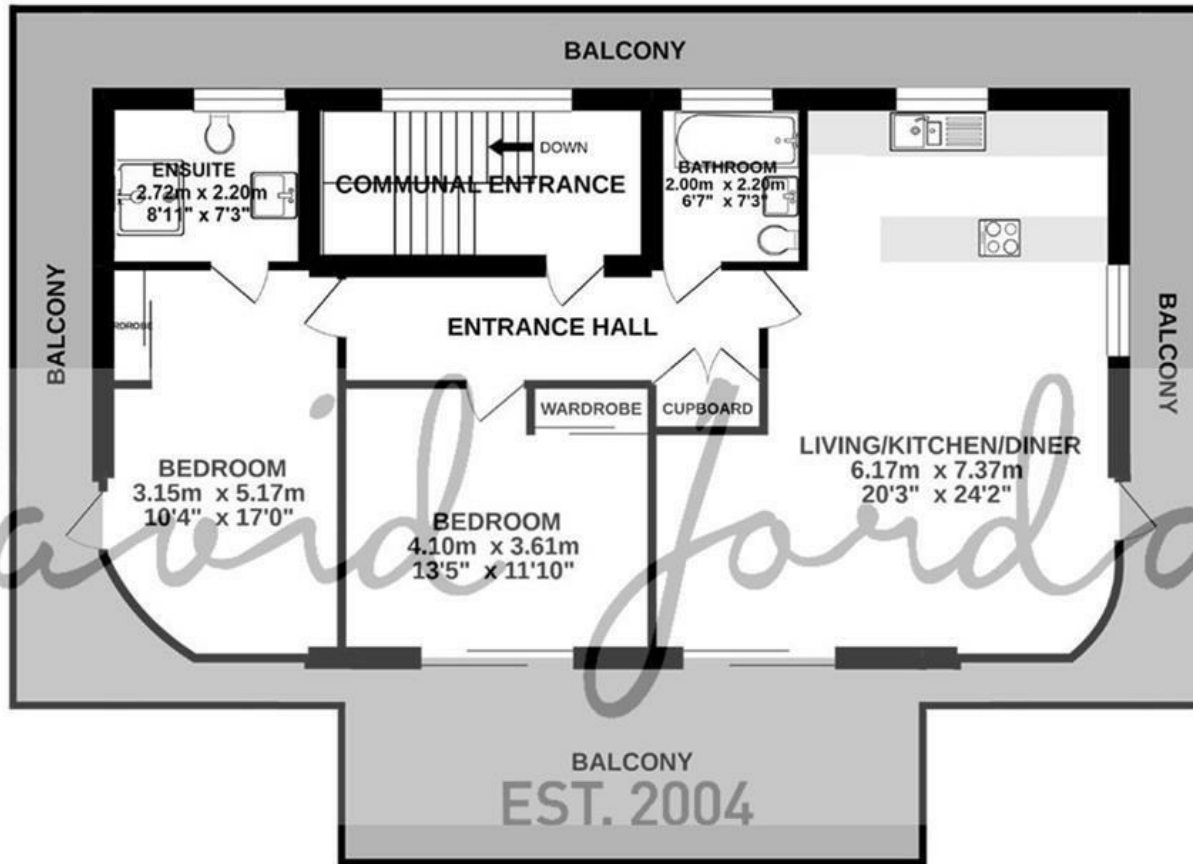 BALCONY
ENSUITE
2.72m x 2.20m
8'11" x 7'3"
DOWN
COMMUNAL ENTRANCE
BATHROOM
2.00m x 2.20m
6'7" x 7'3"
BALCONY
BALCONY
ENTRANCE HALL
WARDROBE
CUPBOARD
LIVING/KITCHEN/DINER
6.17m x 7.37m
20'3" x 24'2"
BEDROOM
3.15m x 5.17m
10'4" x 17'0"
BEDROOM
4.10m x 3.61m
13'5" x 11'10"
avid jorda
BALCONY
EST. 2004